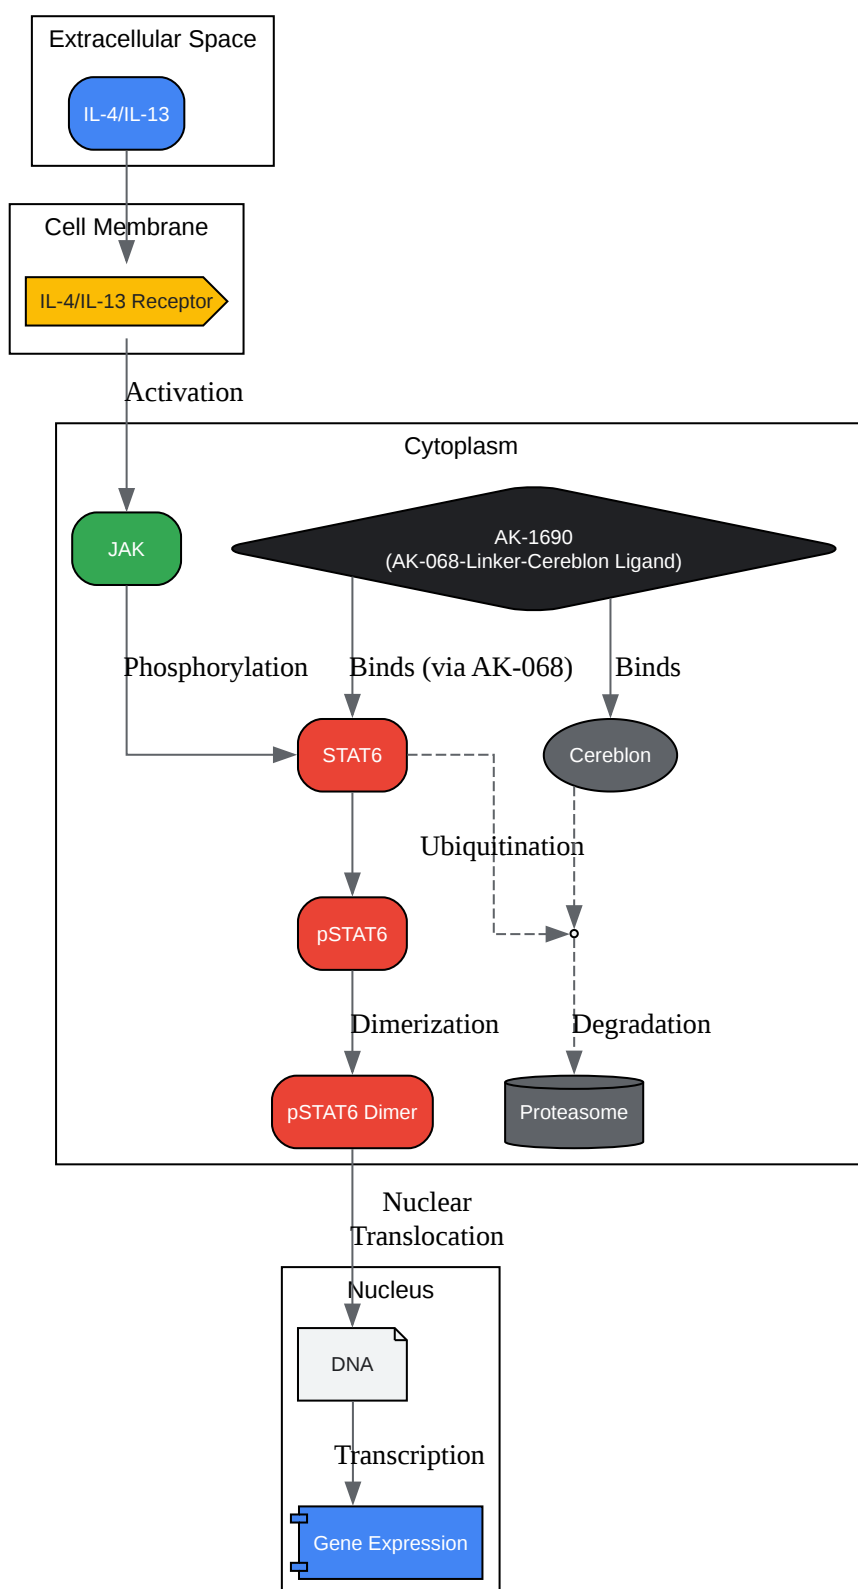 Extracellular Space
IL-4/IL-13
Cell Membrane
IL-4/IL-13 Receptor
Activation
Cytoplasm
JAK
AK-1690
(AK-068-Linker-Cereblon Ligand)
Phosphorylation
Binds (via AK-068)
Binds
STAT6
Cereblon
Ubiquitination
pSTAT6
Dimerization
Degradation
pSTAT6 Dimer
Proteasome
Nuclear
Translocation
Nucleus
DNA
Transcription
Gene Expression